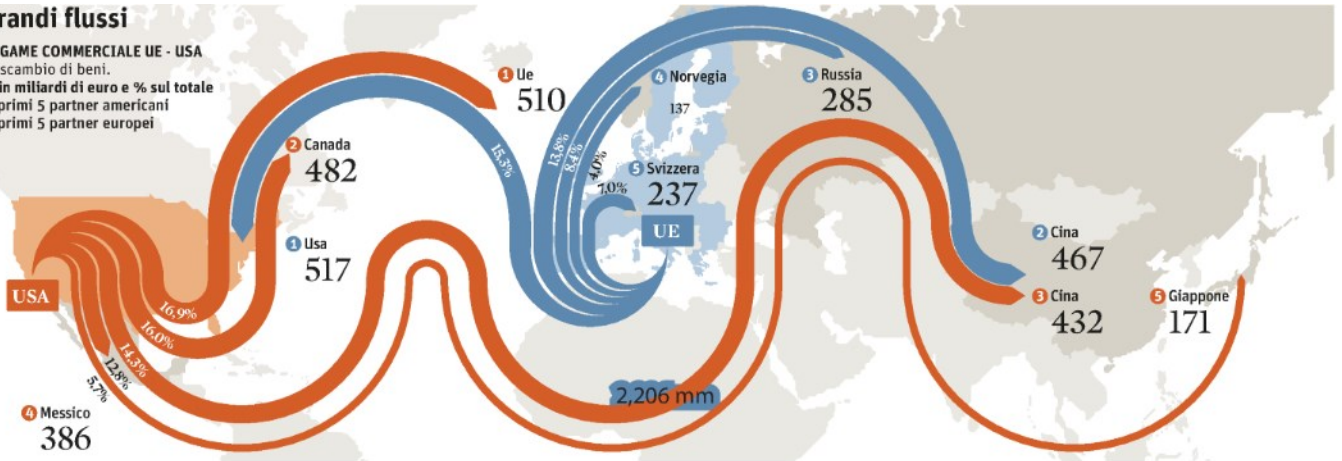 randi flussi
GAME COMMERCIALE UE - USA
scambio di beni.
in miliardi di euro e % sul totale
primi 5 partner americani
primi 5 partner europei
1 Ue
510
2 Canada
482
1 Usa
517
USA
16,9%
16,0%
14,3%
12,8%
5,7%
4 Messico
386
15,3%
13,8%
8,4%
4,0%
7,0%
4 Norvegia
137
5 Svizzera
237
UE
3 Russia
285
2 Cina
467
3 Cina
432
5 Giappone
171
2,206 mm